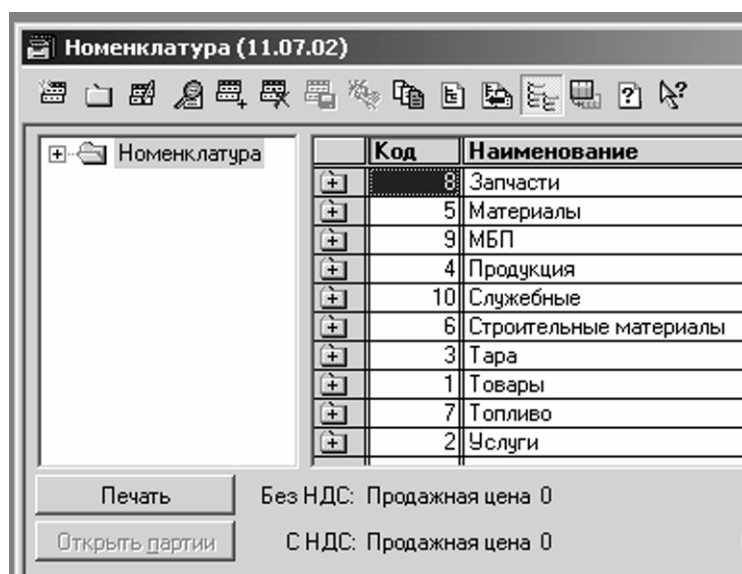 Номенклатура (11.07.02)
Номенклатура
Код Наименование
8 Запчасти
5 Материалы
9 МБП
4 Продукция
10 Служебные
6 Строительные материалы
3 Тара
1 Товары
7 Топливо
2 Услуги
Печать Без НДС: Продажная цена 0
Открыть партии С НДС: Продажная цена 0